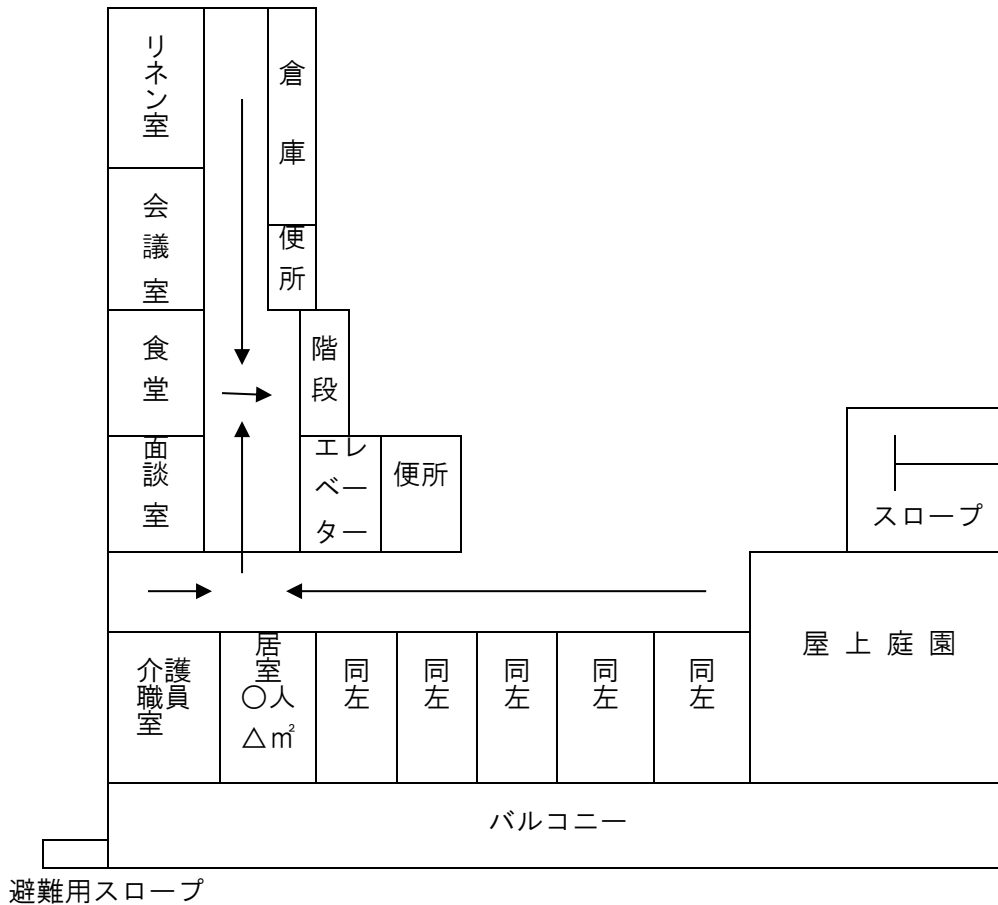 リネン室
倉庫
会議室
便所
食堂
階段
面談室
エレベーター
便所
スロープ
屋上庭園
介護職員室
居室
〇人
△㎡
同左
同左
同左
同左
同左
バルコニー
避難用スロープ